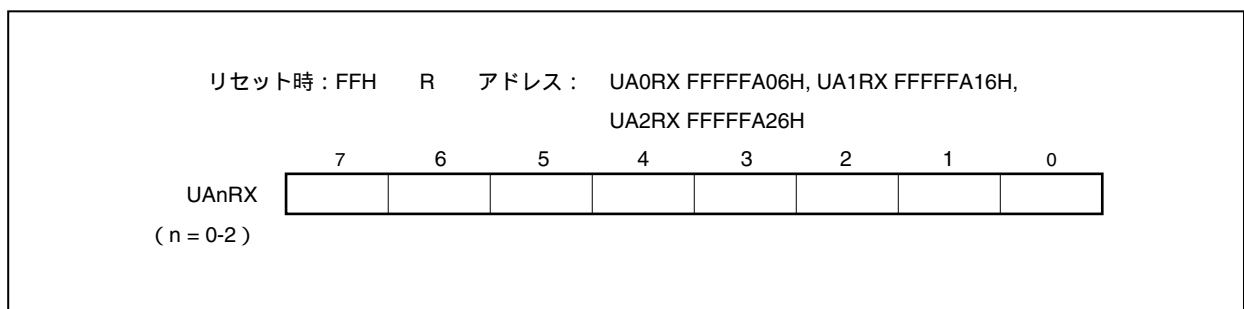 リセット時：FFH R アドレス： UA0RX FFFFFA06H, UA1RX FFFFFA16H,
UA2RX FFFFFA26H
7 6 5 4 3 2 1 0
UAnRX
（n = 0-2）